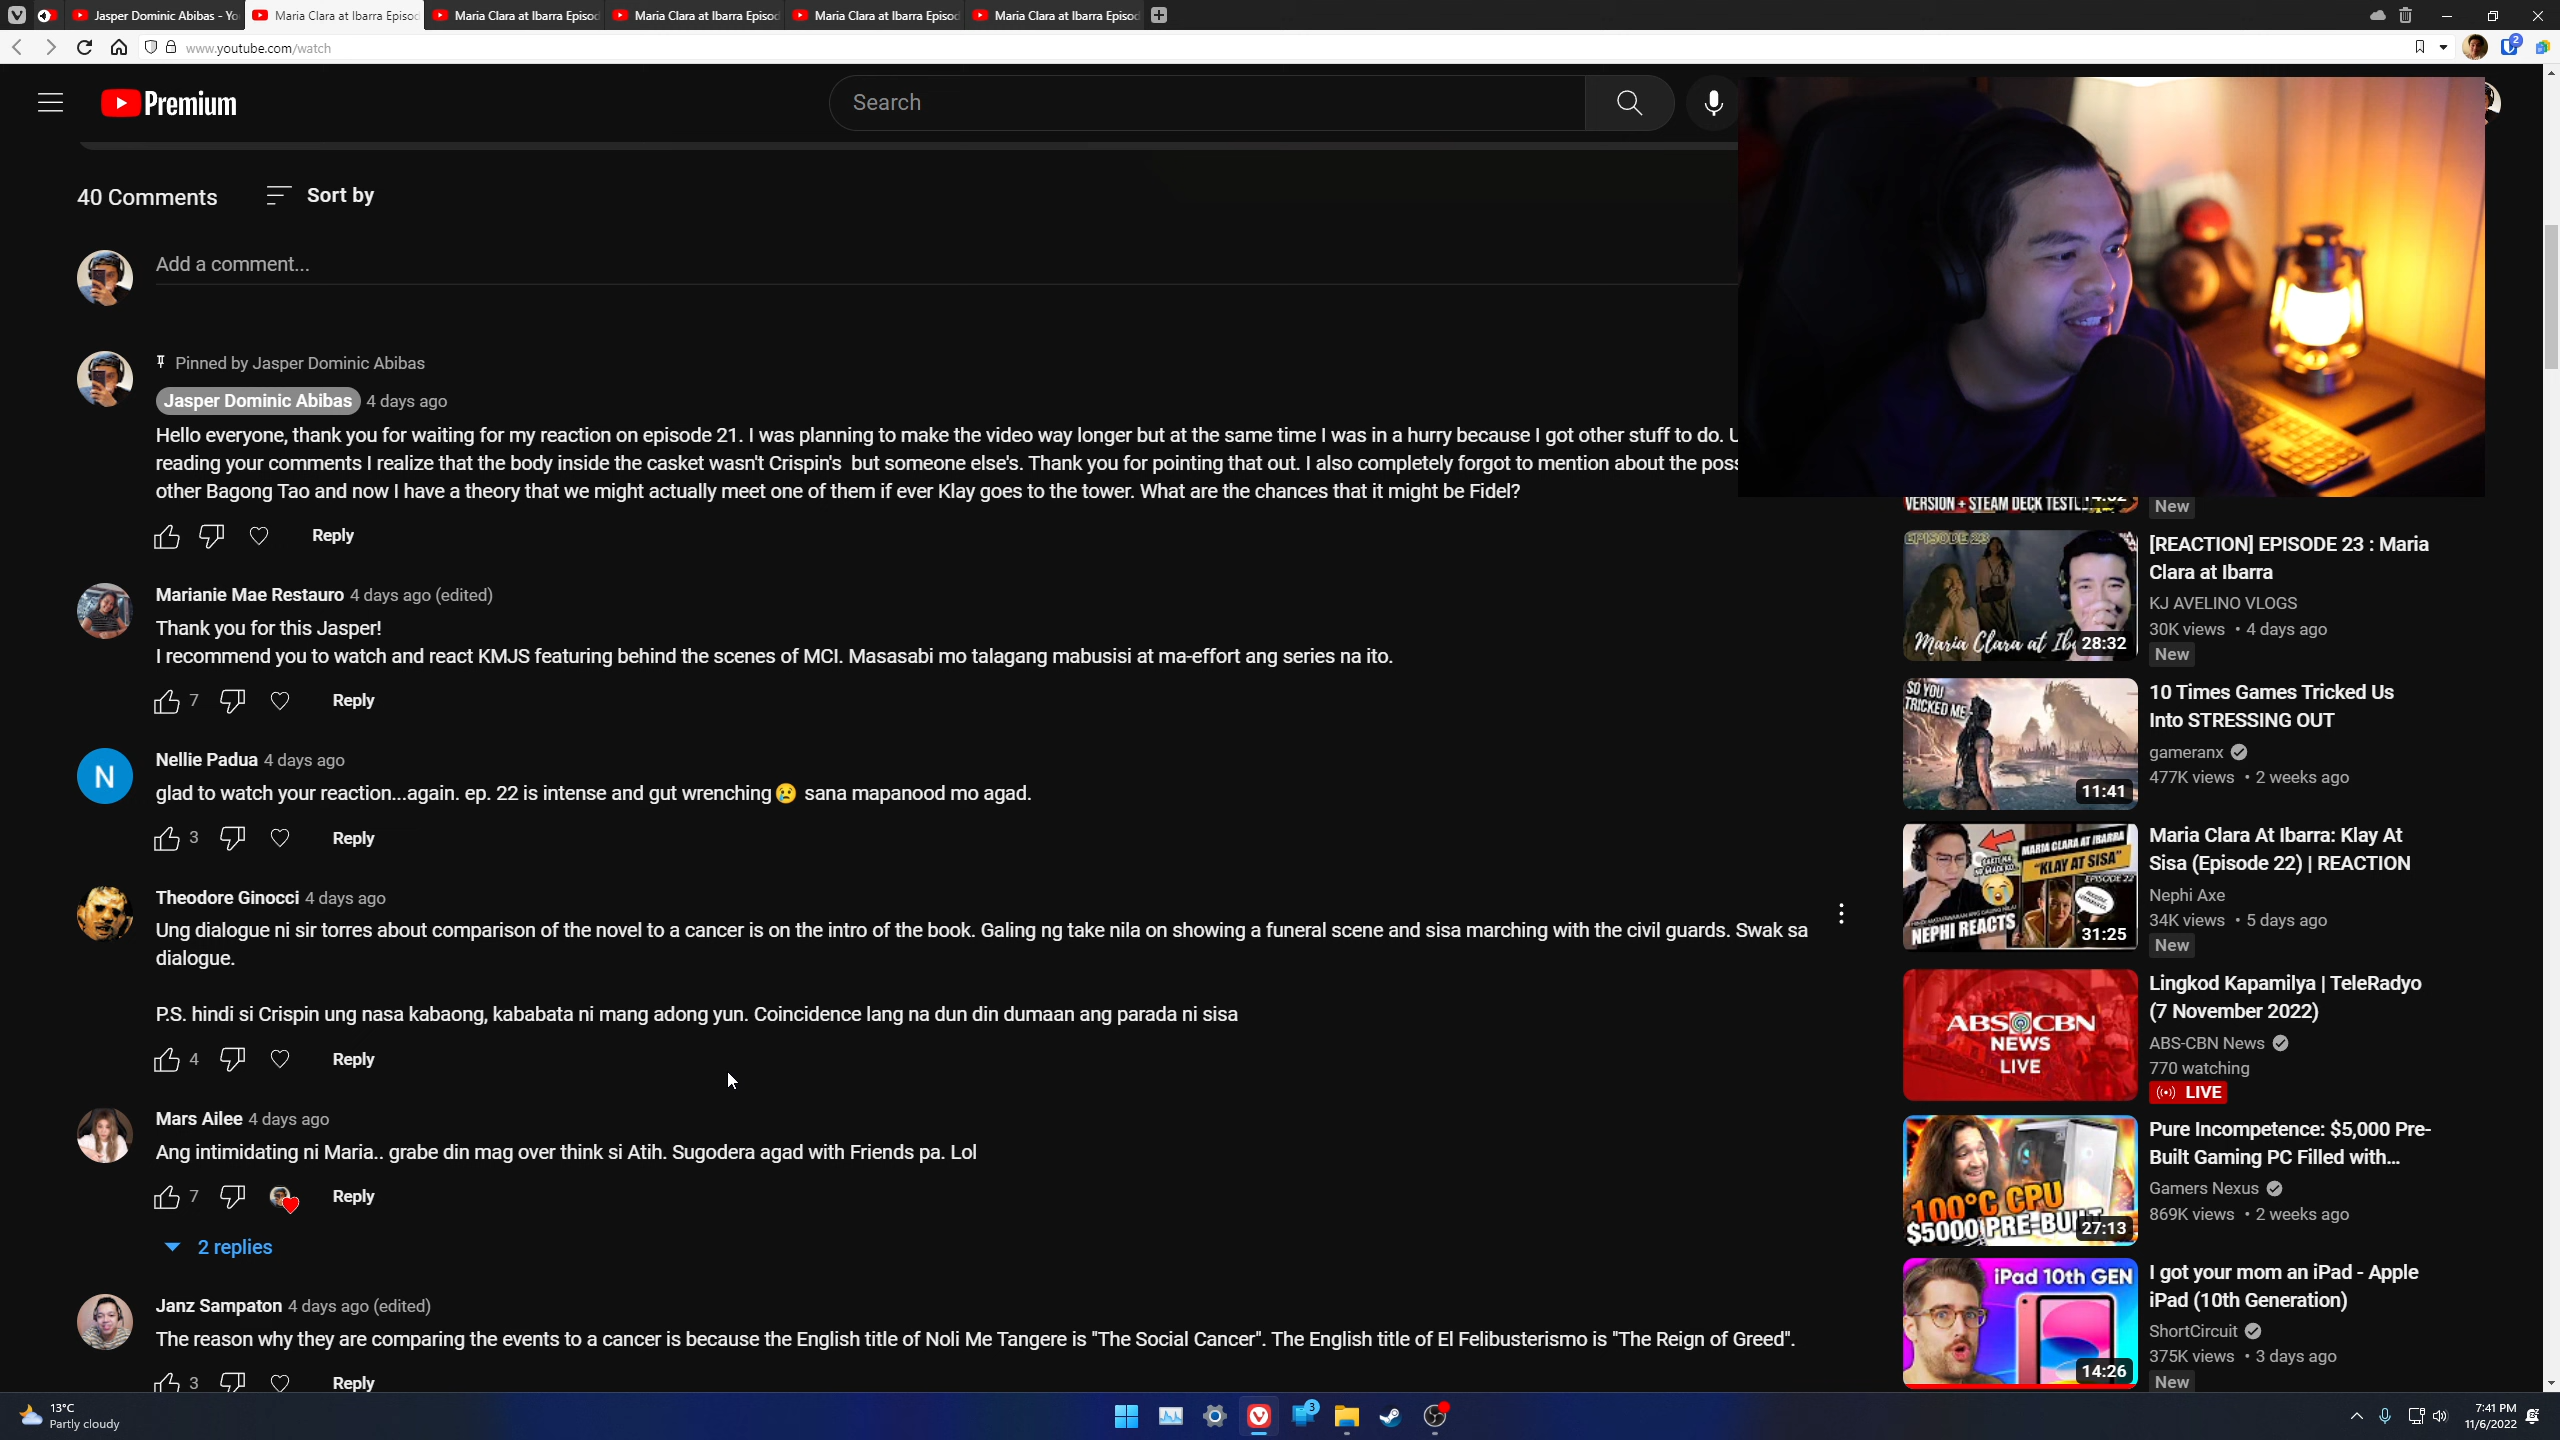 Jasper Dominic Abibas - Yo
Maria Clara at Ibarra Episod
Maria Clara at Ibarra Episod
Maria Clara at Ibarra Episod
Maria Clara at Ibarra Episod
Maria Clara at Ibarra Episod
www.youtube.com/watch
2
Premium
Search
40 Comments
Sort by
Add a comment...
Pinned by Jasper Dominic Abibas
Jasper Dominic Abibas 4 days ago
Hello everyone, thank you for waiting for my reaction on episode 21. I was planning to make the video way longer but at the same time I was in a hurry because I got other stuff to do.
reading your comments I realize that the body inside the casket wasn't Crispin's but someone else's. Thank you for pointing that out. I also completely forgot to mention about the poss
other Bagong Tao and now I have a theory that we might actually meet one of them if ever Klay goes to the tower. What are the chances that it might be Fidel?
Reply
Marianie Mae Restauro 4 days ago (edited)
Thank you for this Jasper!
I recommend you to watch and react KMJS featuring behind the scenes of MCI. Masasabi mo talagang mabusisi at ma-effort ang series na ito.
7
Reply
Nellie Padua 4 days ago
N
glad to watch your reaction...again. ep. 22 is intense and gut wrenching😢 sana mapanood mo agad.
3
Reply
Theodore Ginocci 4 days ago
Ung dialogue ni sir torres about comparison of the novel to a cancer is on the intro of the book. Galing ng take nila on showing a funeral scene and sisa marching with the civil guards. Swak sa
dialogue.
P.S. hindi si Crispin ung nasa kabaong, kababata ni mang adong yun. Coincidence lang na dun din dumaan ang parada ni sisa
4
Reply
Mars Ailee 4 days ago
Ang intimidating ni Maria.. grabe din mag over think si Atih. Sugodera agad with Friends pa. Lol
7
Reply
2 replies
Janz Sampaton 4 days ago (edited)
The reason why they are comparing the events to a cancer is because the English title of Noli Me Tangere is "The Social Cancer". The English title of El Felibusterismo is "The Reign of Greed".
3
Reply
VERSION + STEAM DECK TEST
New
EPISODE 23
Maria Clara at Ib
28:32
[REACTION] EPISODE 23 : Maria
Clara at Ibarra
KJ AVELINO VLOGS
30K views • 4 days ago
New
SO YOU
TRICKED ME
11:41
10 Times Games Tricked Us
Into STRESSING OUT
gameranx
477K views • 2 weeks ago
MARIA CLARA AT IBARRA
"KLAY AT SISA"
EPISODE 22
NEPHI REACTS
31:25
Maria Clara At Ibarra: Klay At
Sisa (Episode 22) | REACTION
Nephi Axe
34K views • 5 days ago
New
ABS CBN
NEWS
LIVE
Lingkod Kapamilya | TeleRadyo
(7 November 2022)
ABS-CBN News
770 watching
LIVE
100°C CPU
$5000 PRE-BUILT
27:13
Pure Incompetence: $5,000 Pre-
Built Gaming PC Filled with...
Gamers Nexus
869K views • 2 weeks ago
iPad 10th GEN
14:26
I got your mom an iPad - Apple
iPad (10th Generation)
ShortCircuit
375K views • 3 days ago
New
13°C
Partly cloudy
3
7:41 PM
11/6/2022